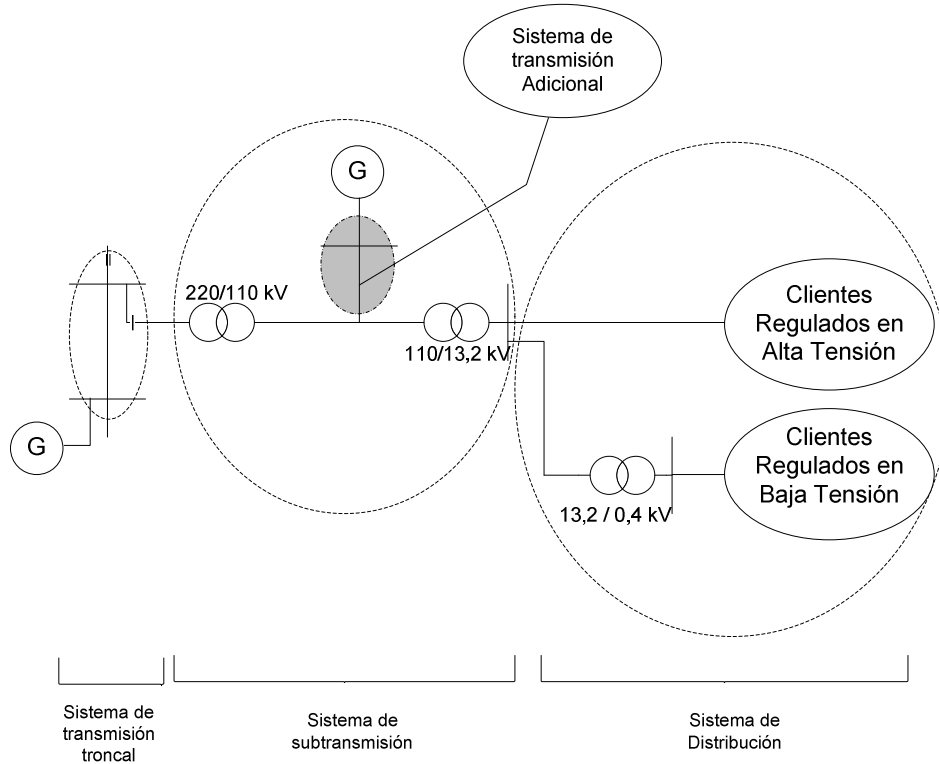 Sistema de
transmisión
Adicional
G
220/110 kV
110/13,2 kV
Clientes
Regulados en
Alta Tensión
G
Clientes
Regulados en
Baja Tensión
13,2 / 0,4 kV
Sistema de
transmisión
troncal
Sistema de
subtransmisión
Sistema de
Distribución